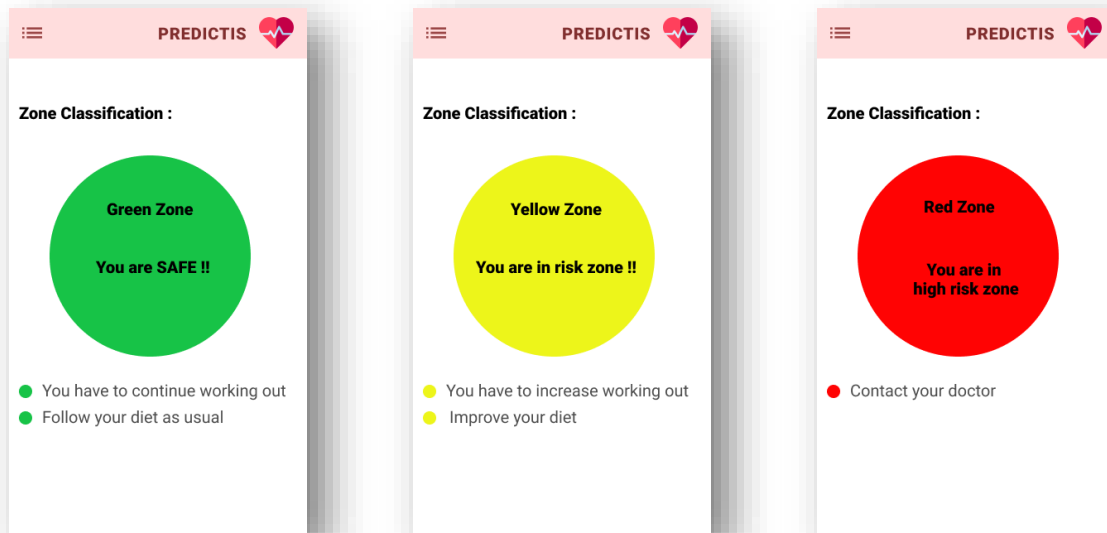 PREDICTIS
Zone Classification :
Green Zone
You are SAFE !!
You have to continue working out
Follow your diet as usual
PREDICTIS
Zone Classification :
Yellow Zone
You are in risk zone !!
You have to increase working out
Improve your diet
PREDICTIS
Zone Classification :
Red Zone
You are in
high risk zone
Contact your doctor